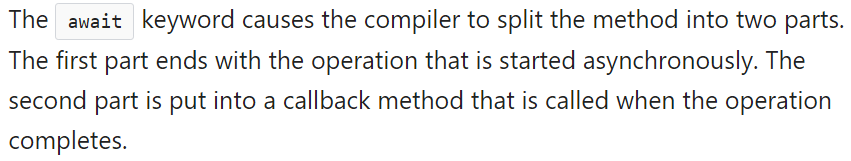 The await keyword causes the compiler to split the method into two parts.
The first part ends with the operation that is started asynchronously. The
second part is put into a callback method that is called when the operation
completes.